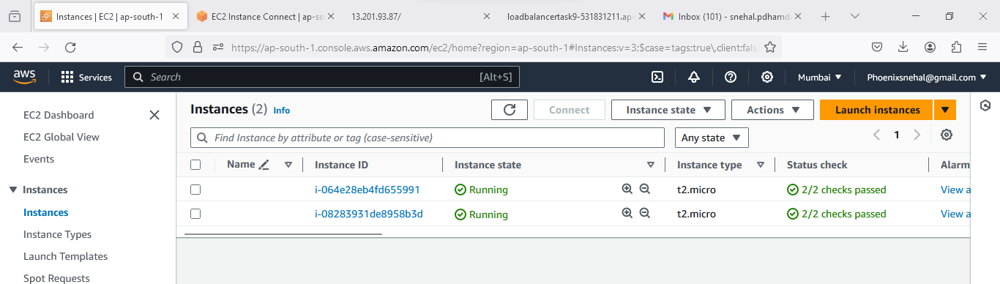 Instances | EC2 | ap-south-1
EC2 Instance Connect | ap-so
13.201.93.87/
loadbalancertask9-531831211.ap-
Inbox (101) - snehal.pdhamda
https://ap-south-1.console.aws.amazon.com/ec2/home?region=ap-south-1#Instances:v=3;$case=tags:true\,client:fals
aws
Services
Search
[Alt+S]
Mumbai
Phoenixsnehal@gmail.com
EC2 Dashboard
EC2 Global View
Events
Instances
Instances
Instance Types
Launch Templates
Spot Requests
Instances (2) Info
Connect
Instance state
Actions
Launch instances
Find Instance by attribute or tag (case-sensitive)
Any state
1
Name Instance ID Instance state Instance type Status check Alarm
i-064e28eb4fd655991 Running t2.micro 2/2 checks passed View a
i-08283931de8958b3d Running t2.micro 2/2 checks passed View a